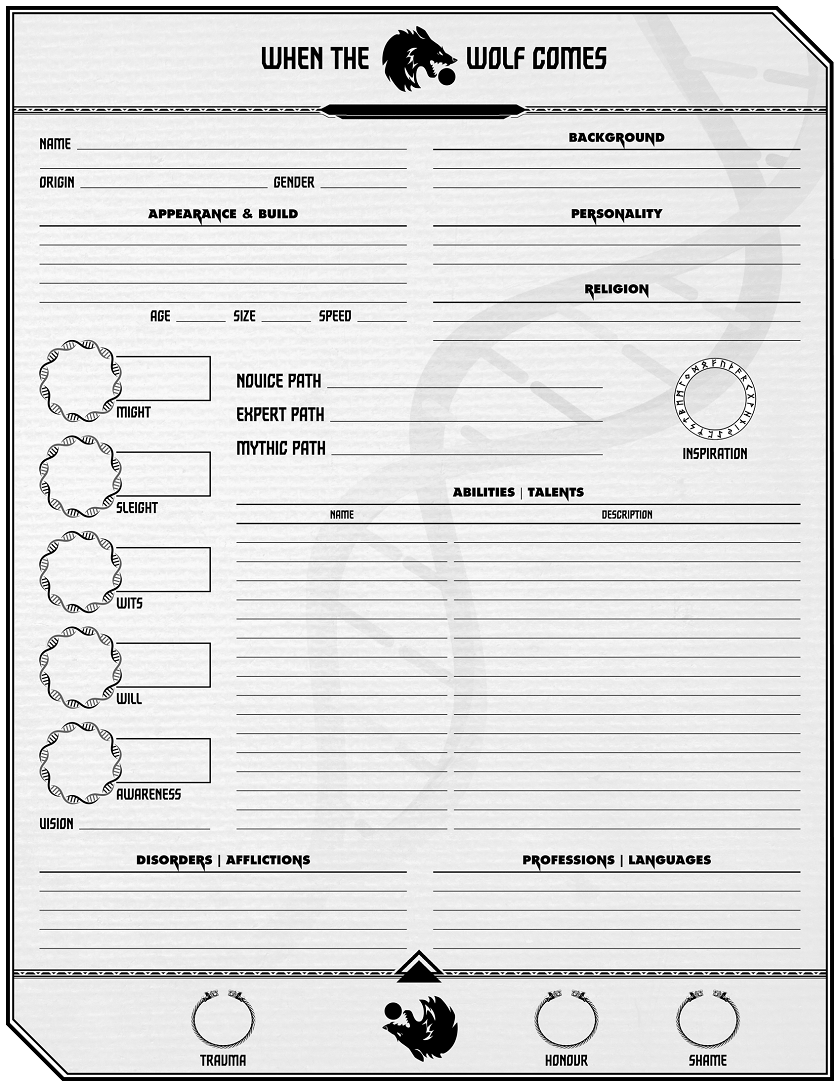 WHEN THE WOLF COMES
NAME
BACKGROUND
ORIGIN GENDER
APPEARANCE & BUILD
PERSONALITY
RELIGION
AGE SIZE SPEED
MIGHT
SLEIGHT
WITS
WILL
AWARENESS
VISION
NOVICE PATH
EXPERT PATH
MYTHIC PATH
INSPIRATION
ABILITIES | TALENTS
NAME DESCRIPTION
DISORDERS | AFFLICTIONS
PROFESSIONS | LANGUAGES
TRAUMA
HONOUR
SHAME